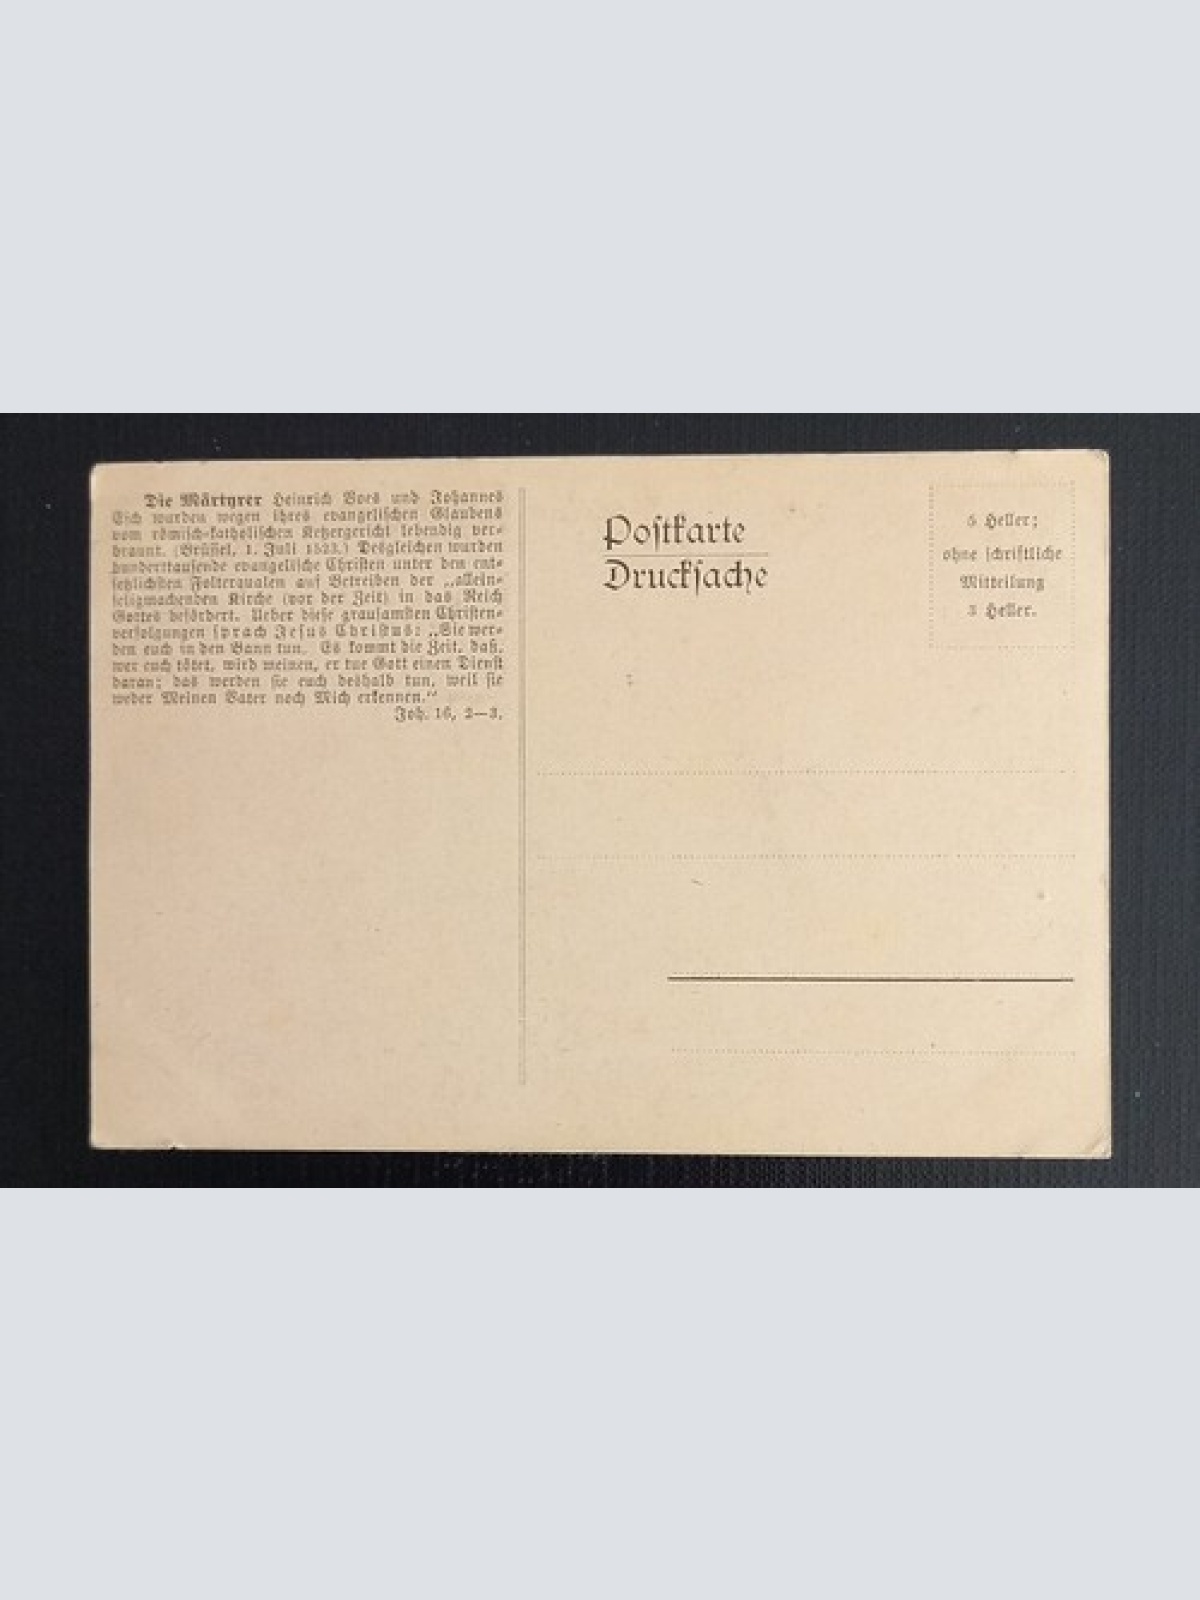 Die Märtyrer Heinrich Voes und Johannes
Esch wurden wegen ihres evangelischen Glaubens
vom römisch-katholischen Ketzergericht lebendig ver-
brannt. (Brüssel, 1. Juli 1523.) Desgleichen wurden
hunderttausende evangelische Christen unter den ent-
setzlichsten Folterqualen auf Betreiben der „allein-
seligmachenden Kirche (vor der Zeit) in das Reich
Gottes befördert. Ueber diese grausamsten Christen-
verfolgungen sprach Jesus Christus: „Sie wer-
den euch in den Bann tun. Es kommt die Zeit, daß,
wer euch tötet, wird meinen, er tue Gott einen Dienst
daran; das werden sie euch deshalb tun, weil sie
weder Meinen Vater noch Mich erkennen.“
Joh. 16, 2—3.
Postkarte
Drucksache
5 Heller;
ohne schriftliche
Mitteilung
3 Heller.